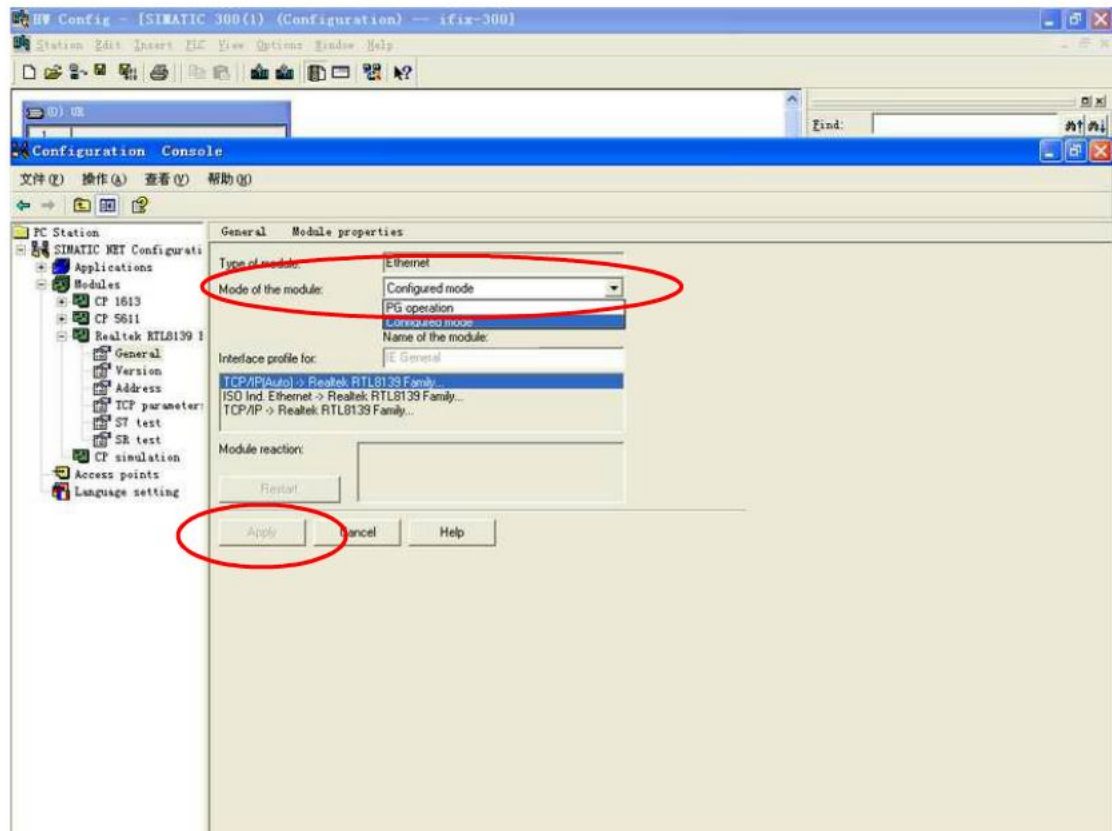 HW Config - [SIMATIC 300(1) (Configuration) -- ifix-300]
Station Edit Insert PLC View Options Window Help
(0) UR
1
Find:
Configuration Console
文件(F) 操作(A) 查看(V) 帮助(H)
PC Station
SIMATIC NET Configurati
Applications
Modules
CP 1613
CP 5611
Realtek RTL8139 F
General
Version
Address
TCP parameter:
S7 test
SR test
CP simulation
Access points
Language setting
General Module properties
Type of module: Ethernet
Mode of the module: Configured mode
PG operation
Configured mode
Name of the module:
Interface profile for: IE General
TCP/IP(Auto) -> Realtek RTL8139 Family...
ISO Ind. Ethernet -> Realtek RTL8139 Family...
TCP/IP -> Realtek RTL8139 Family...
Module reaction:
Restart
Apply Cancel Help